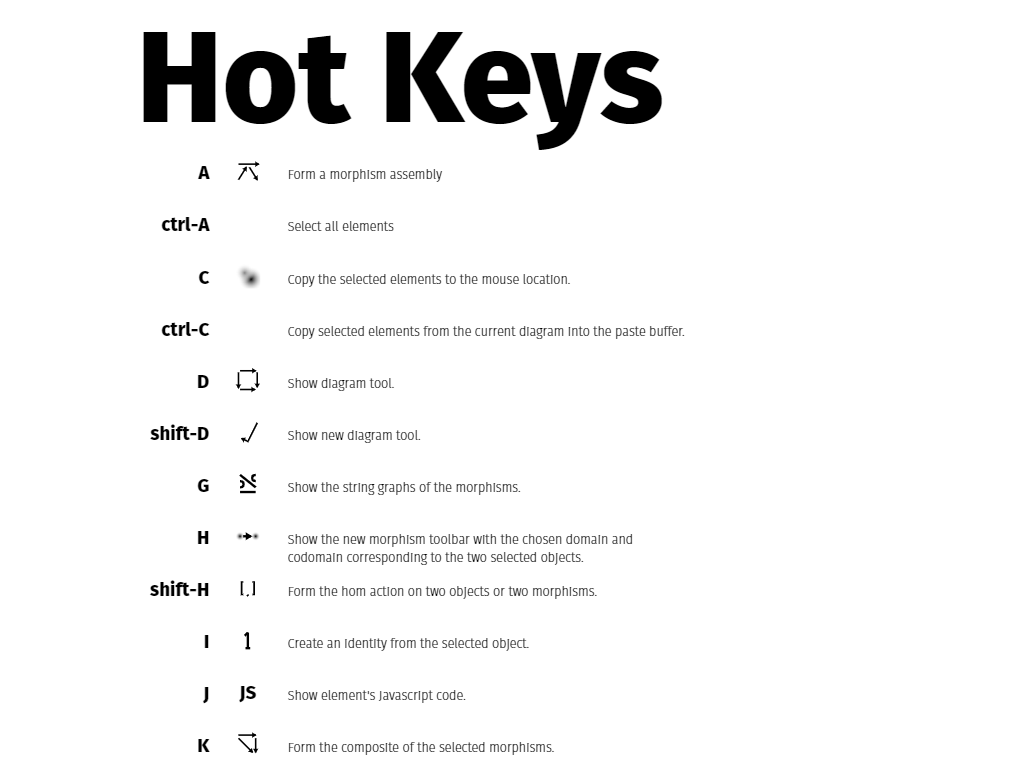 Hot Keys
A Form a morphism assembly
ctrl-A Select all elements
C Copy the selected elements to the mouse location.
ctrl-C Copy selected elements from the current diagram into the paste buffer.
D Show diagram tool.
shift-D Show new diagram tool.
G Show the string graphs of the morphisms.
H Show the new morphism toolbar with the chosen domain and
codomain corresponding to the two selected objects.
shift-H [,] Form the hom action on two objects or two morphisms.
I 1 Create an identity from the selected object.
J JS Show element's Javascript code.
K Form the composite of the selected morphisms.